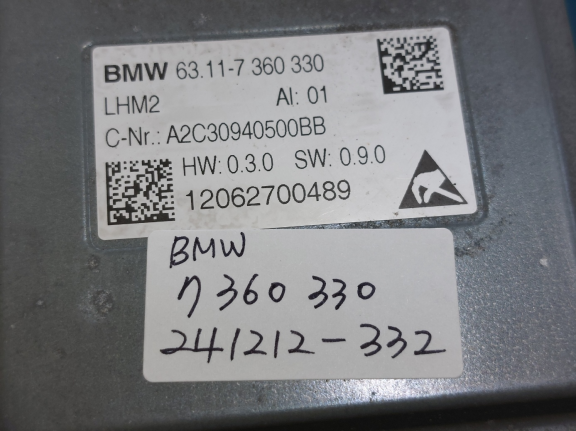 BMW 63.11-7 360 330
LHM2 AI: 01
C-Nr.: A2C30940500BB
HW: 0.3.0 SW: 0.9.0
12062700489
BMW
7 360 330
241212-332